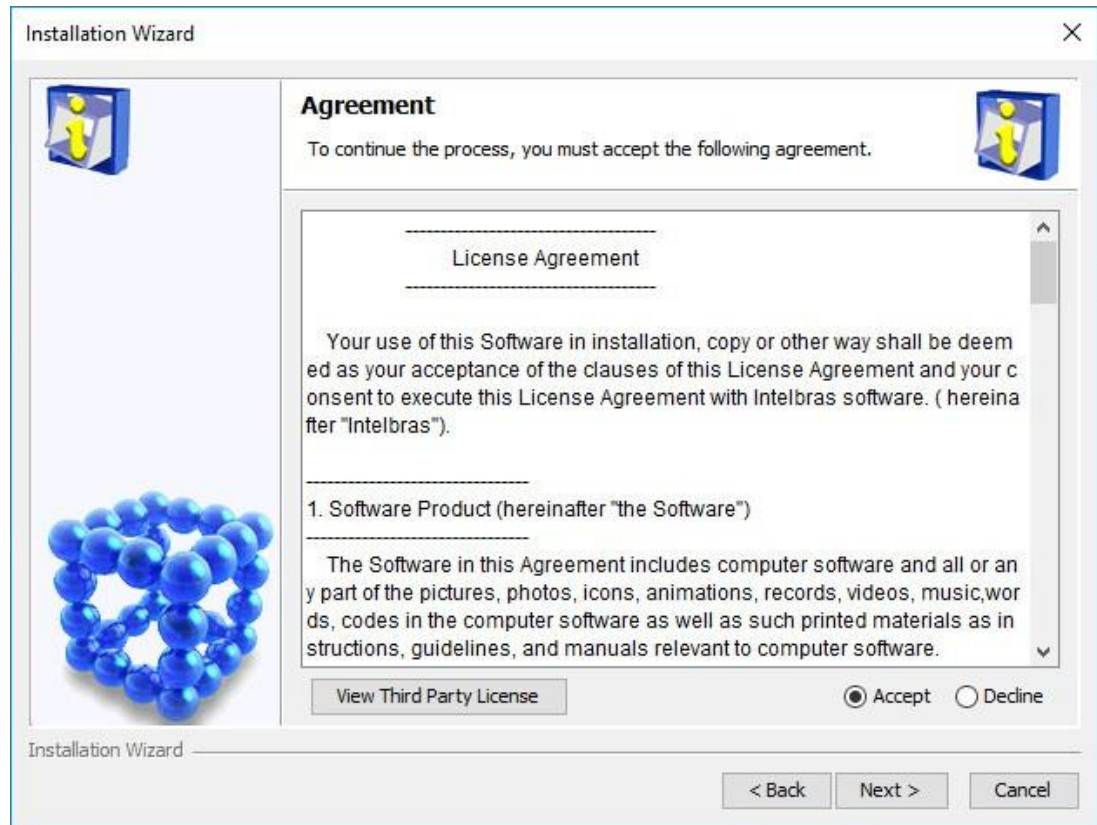 Installation Wizard
Agreement
To continue the process, you must accept the following agreement.
------------------------------------
License Agreement
------------------------------------
Your use of this Software in installation, copy or other way shall be deem
ed as your acceptance of the clauses of this License Agreement and your c
onsent to execute this License Agreement with Intelbras software. ( hereina
fter "Intelbras").
--------------------------------
1. Software Product (hereinafter "the Software")
--------------------------------
The Software in this Agreement includes computer software and all or an
y part of the pictures, photos, icons, animations, records, videos, music,wor
ds, codes in the computer software as well as such printed materials as in
structions, guidelines, and manuals relevant to computer software.
View Third Party License
Accept
Decline
Installation Wizard
< Back
Next >
Cancel